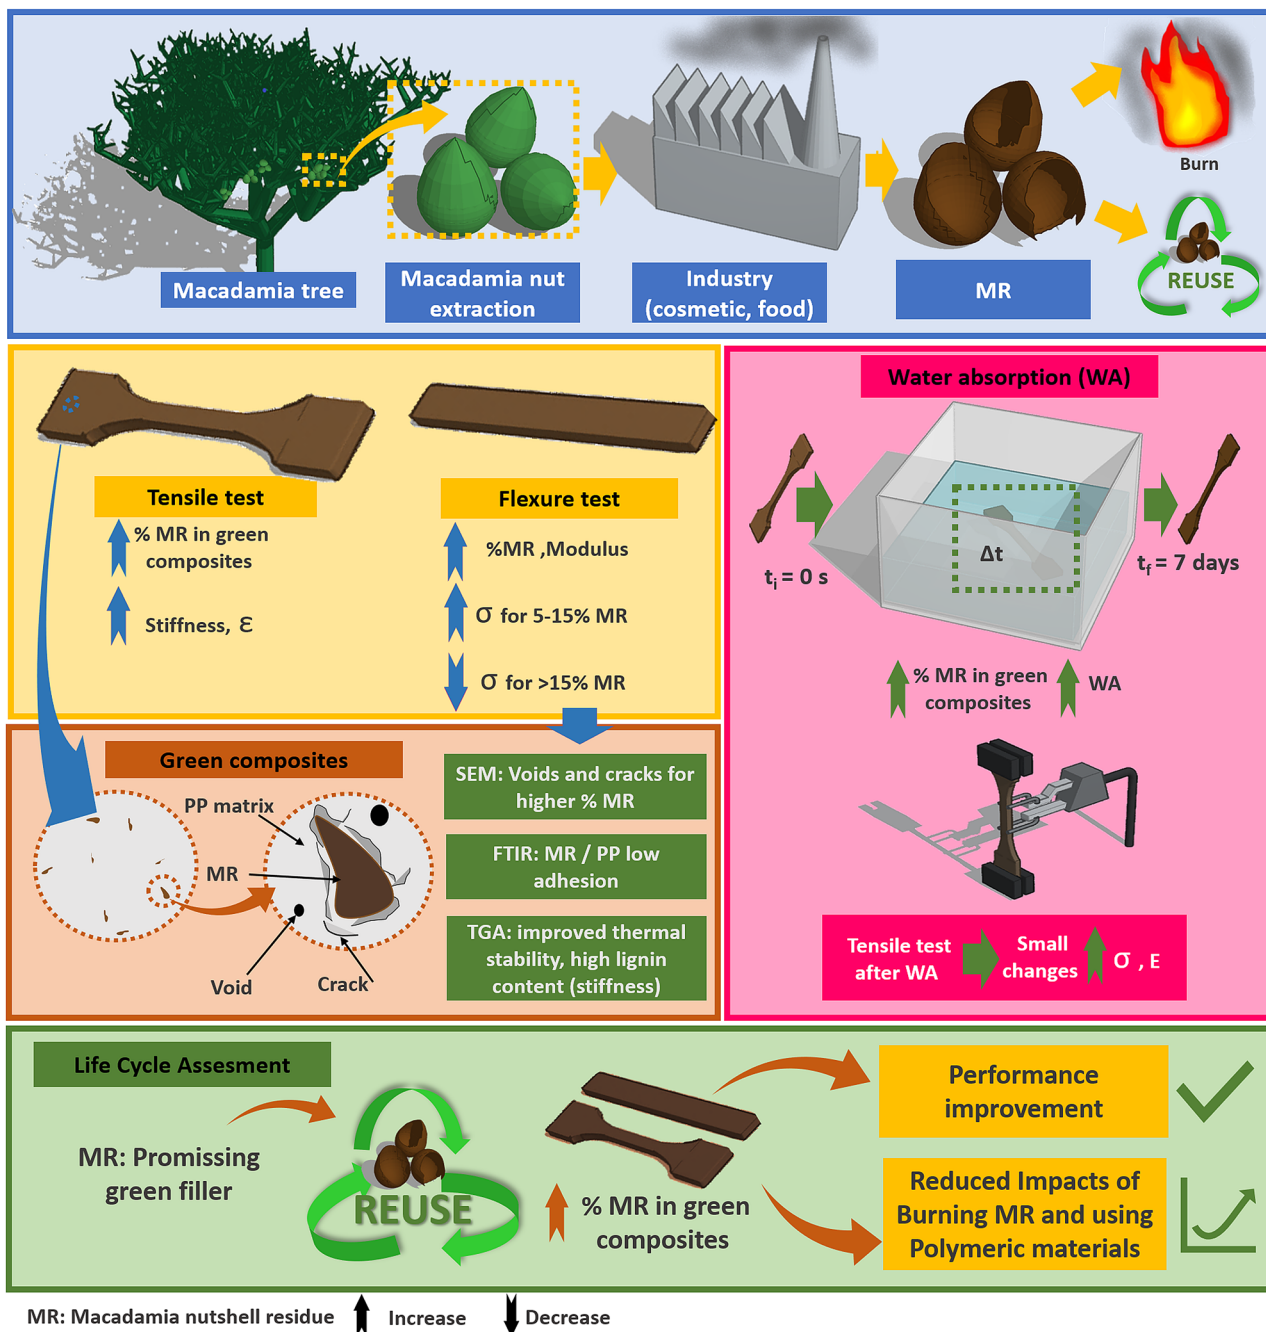 Burn
REUSE
Macadamia tree
Macadamia nut
extraction
Industry
(cosmetic, food)
MR
Tensile test
% MR in green
composites
Stiffness, ε
Flexure test
%MR ,Modulus
σ for 5-15% MR
σ for >15% MR
Water absorption (WA)
Δt
ti = 0 s
tf = 7 days
% MR in green
composites
WA
Tensile test
after WA
Small
changes
σ , E
Green composites
PP matrix
MR
Void
Crack
SEM: Voids and cracks for
higher % MR
FTIR: MR / PP low
adhesion
TGA: improved thermal
stability, high lignin
content (stiffness)
Life Cycle Assesment
MR: Promissing
green filler
REUSE
% MR in green
composites
Performance
improvement
Reduced Impacts of
Burning MR and using
Polymeric materials
MR: Macadamia nutshell residue
Increase
Decrease